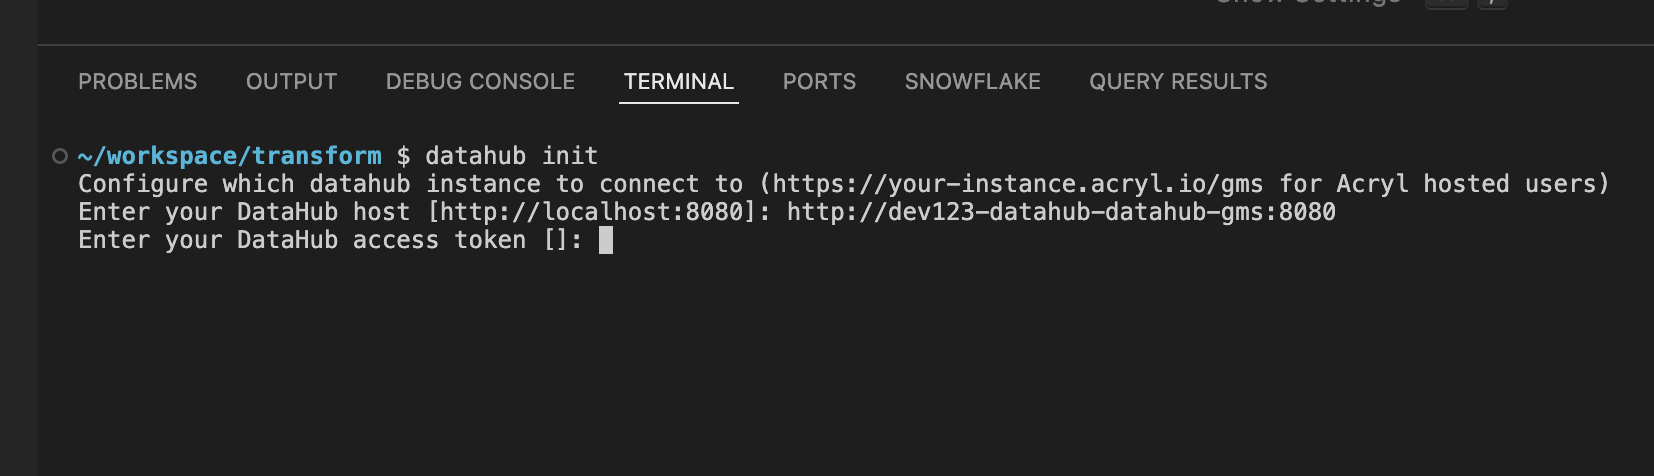 PROBLEMS OUTPUT DEBUG CONSOLE TERMINAL PORTS SNOWFLAKE QUERY RESULTS
~/workspace/transform $ datahub init
Configure which datahub instance to connect to (https://your-instance.acryl.io/gms for Acryl hosted users)
Enter your DataHub host [http://localhost:8080]: http://dev123-datahub-datahub-gms:8080
Enter your DataHub access token []: